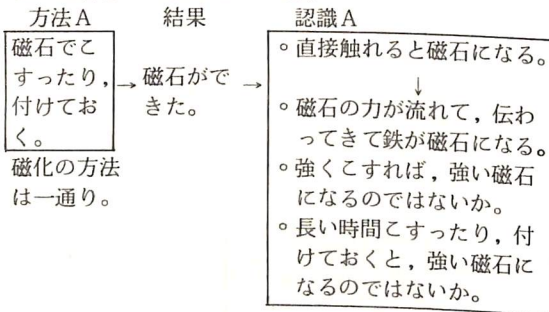 方法A
磁石でこ
すったり，
付けてお
く。
磁化の方法
は一通り。
結果
→磁石がで→
きた。
認識A
○直接触れると磁石になる。
↓
○磁石の力が流れて，伝わ
ってきて鉄が磁石になる。
○強くこすれば，強い磁石
になるのではないか。
○長い時間こすったり，付
けておくと，強い磁石に
なるのではないか。